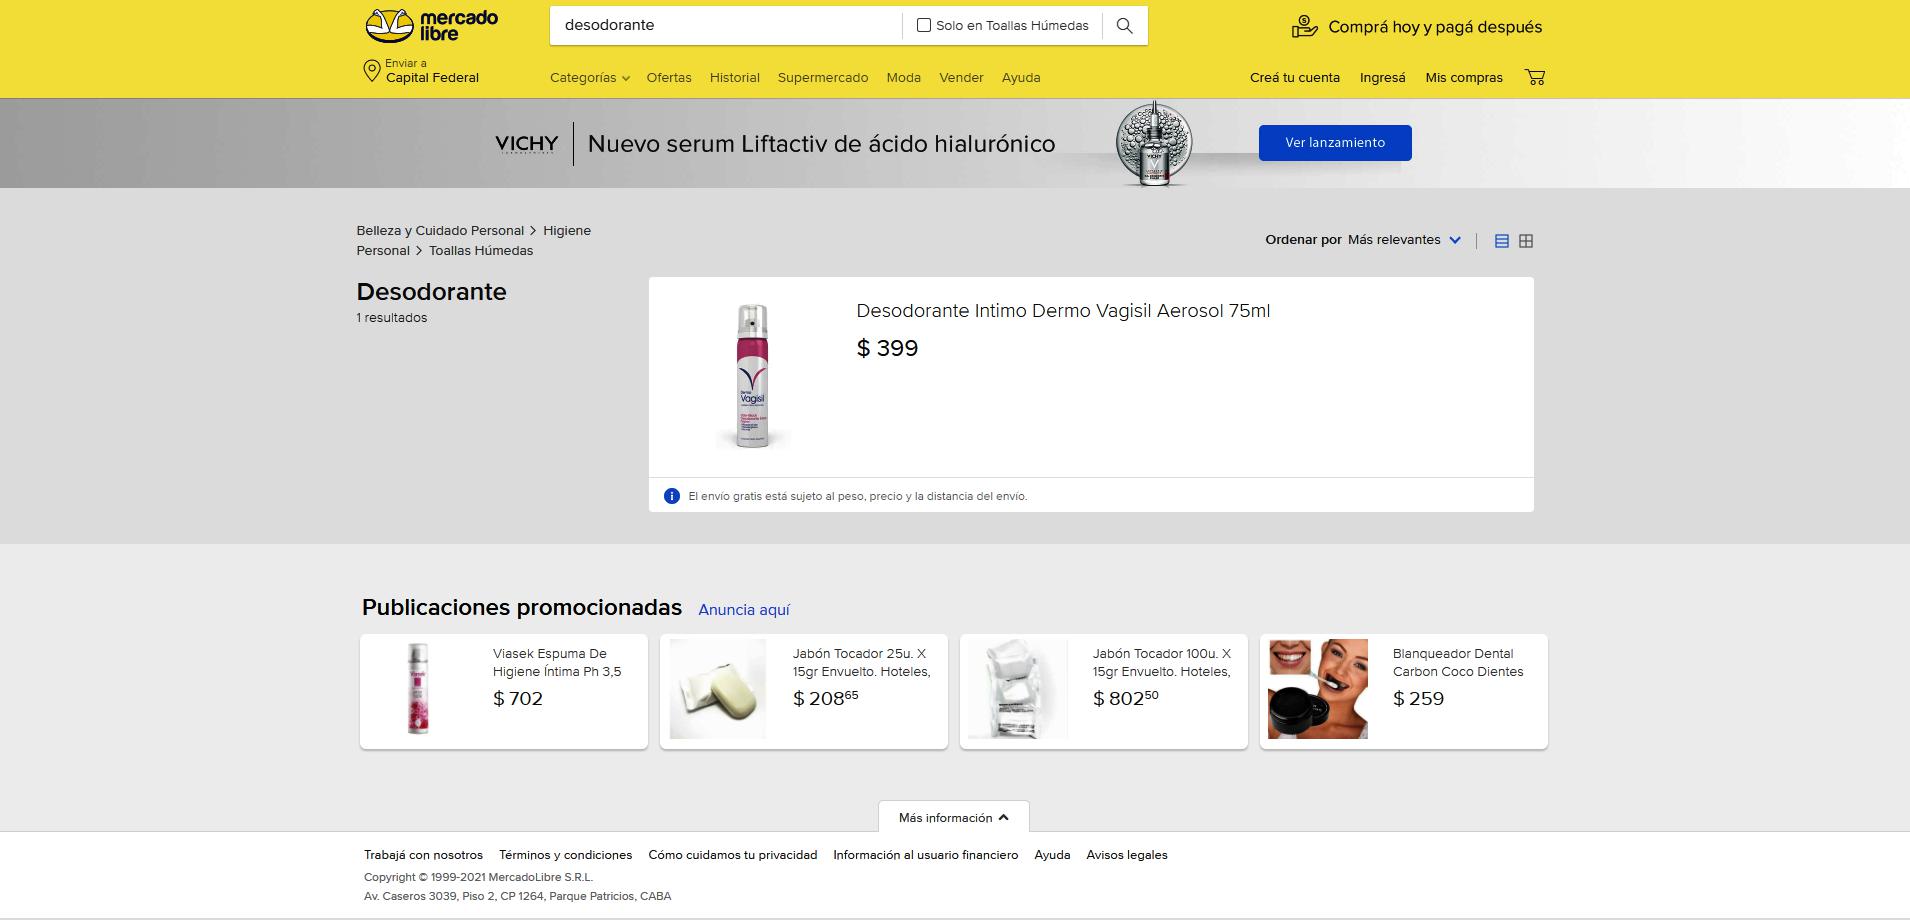 mercado
libre
desodorante
Solo en Toallas Húmedas
Comprá hoy y pagá después
Enviar a
Capital Federal
Categorías
Ofertas
Historial
Supermercado
Moda
Vender
Ayuda
Creá tu cuenta
Ingresá
Mis compras
VICHY
Nuevo serum Liftactiv de ácido hialurónico
Ver lanzamiento
Belleza y Cuidado Personal > Higiene
Personal > Toallas Húmedas
Ordenar por Más relevantes
Desodorante
1 resultados
Desodorante Intimo Dermo Vagisil Aerosol 75ml
$ 399
Vagisil
El envío gratis está sujeto al peso, precio y la distancia del envío.
Publicaciones promocionadas
Anuncia aquí
Viasek Espuma De
Higiene Íntima Ph 3,5
$ 702
Jabón Tocador 25u. X
15gr Envuelto. Hoteles,
$ 208 65
Jabón Tocador 100u. X
15gr Envuelto. Hoteles,
$ 802 50
Blanqueador Dental
Carbon Coco Dientes
$ 259
Más información
Trabajá con nosotros
Términos y condiciones
Cómo cuidamos tu privacidad
Información al usuario financiero
Ayuda
Avisos legales
Copyright © 1999-2021 MercadoLibre S.R.L.
Av. Caseros 3039, Piso 2, CP 1264, Parque Patricios, CABA